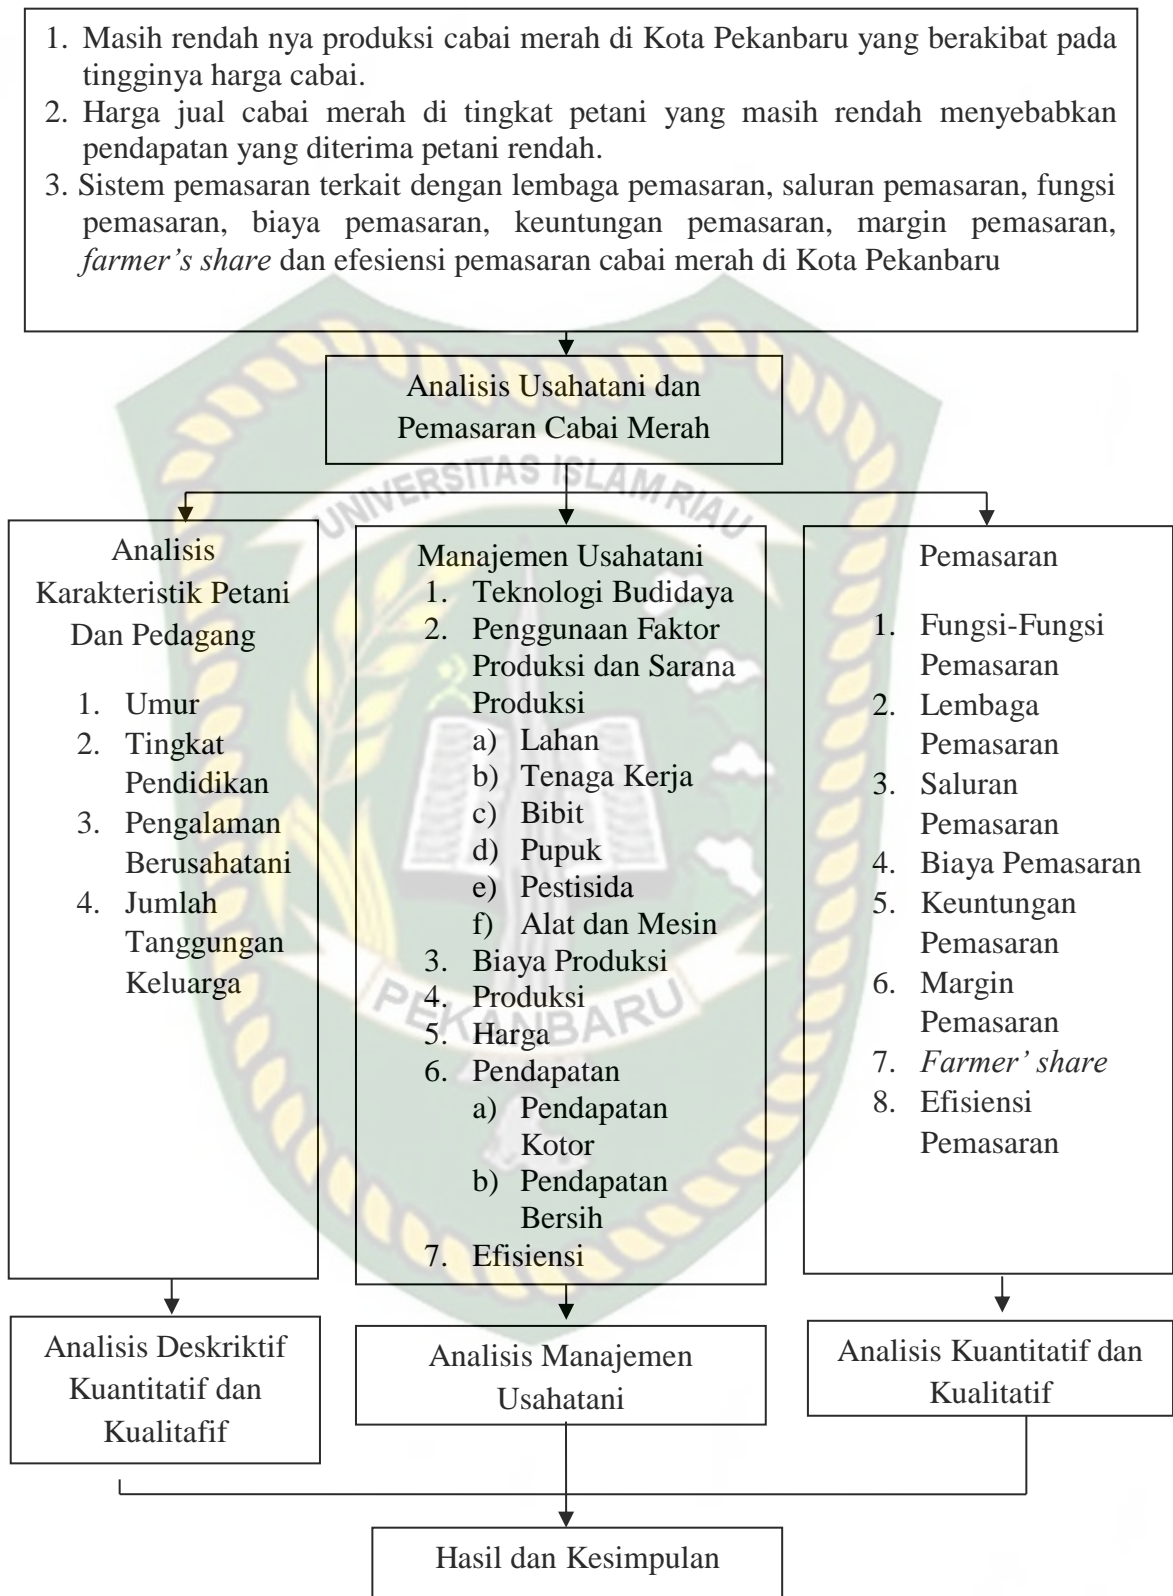 1. Masih rendah nya produksi cabai merah di Kota Pekanbaru yang berakibat pada
tingginya harga cabai.
2. Harga jual cabai merah di tingkat petani yang masih rendah menyebabkan
pendapatan yang diterima petani rendah.
3. Sistem pemasaran terkait dengan lembaga pemasaran, saluran pemasaran, fungsi
pemasaran, biaya pemasaran, keuntungan pemasaran, margin pemasaran,
farmer's share dan efesiensi pemasaran cabai merah di Kota Pekanbaru
Analisis Usahatani dan
Pemasaran Cabai Merah
UNIVERSITAS ISLAM RIAU
Analisis
Karakteristik Petani
Dan Pedagang
1. Umur
2. Tingkat
Pendidikan
3. Pengalaman
Berusahatani
4. Jumlah
Tanggungan
Keluarga
Manajemen Usahatani
1. Teknologi Budidaya
2. Penggunaan Faktor
Produksi dan Sarana
Produksi
a) Lahan
b) Tenaga Kerja
c) Bibit
d) Pupuk
e) Pestisida
f) Alat dan Mesin
3. Biaya Produksi
4. Produksi
5. Harga
6. Pendapatan
a) Pendapatan
Kotor
b) Pendapatan
Bersih
7. Efisiensi
PEKANBARU
Pemasaran
1. Fungsi-Fungsi
Pemasaran
2. Lembaga
Pemasaran
3. Saluran
Pemasaran
4. Biaya Pemasaran
5. Keuntungan
Pemasaran
6. Margin
Pemasaran
7. Farmer' share
8. Efisiensi
Pemasaran
Analisis Deskriktif
Kuantitatif dan
Kualitafif
Analisis Manajemen
Usahatani
Analisis Kuantitatif dan
Kualitatif
Hasil dan Kesimpulan